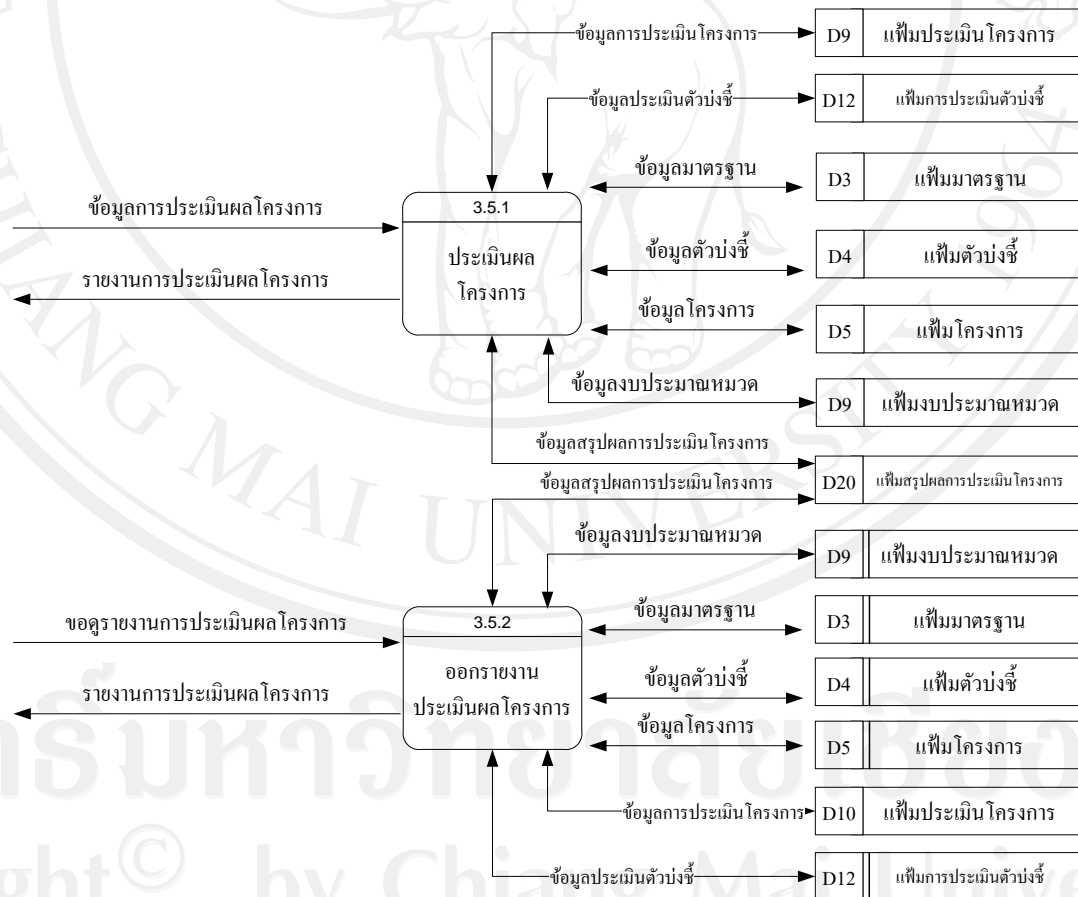 ข้อมูลการประเมินโครงการ
D9 แฟ้มประเมินโครงการ
ข้อมูลประเมินตัวบ่งชี้
D12 แฟ้มการประเมินตัวบ่งชี้
ข้อมูลมาตรฐาน
D3 แฟ้มมาตรฐาน
ข้อมูลการประเมินผลโครงการ
3.5.1
ประเมินผล
โครงการ
ข้อมูลตัวบ่งชี้
D4 แฟ้มตัวบ่งชี้
รายงานการประเมินผลโครงการ
ข้อมูลโครงการ
D5 แฟ้มโครงการ
ข้อมูลงบประมาณหมวด
D9 แฟ้มงบประมาณหมวด
ข้อมูลสรุปผลการประเมินโครงการ
ข้อมูลสรุปผลการประเมินโครงการ
D20 แฟ้มสรุปผลการประเมินโครงการ
ข้อมูลงบประมาณหมวด
D9 แฟ้มงบประมาณหมวด
ข้อมูลมาตรฐาน
D3 แฟ้มมาตรฐาน
ขอดูรายงานการประเมินผลโครงการ
3.5.2
ออกรายงาน
ประเมินผลโครงการ
ข้อมูลตัวบ่งชี้
D4 แฟ้มตัวบ่งชี้
รายงานการประเมินผลโครงการ
ข้อมูลโครงการ
D5 แฟ้มโครงการ
ข้อมูลการประเมินโครงการ
D10 แฟ้มประเมินโครงการ
ข้อมูลประเมินตัวบ่งชี้
D12 แฟ้มการประเมินตัวบ่งชี้
CHIANG MAI UNIVERSITY 1964
มหาวิทยาลัย
© by Chiang Mai